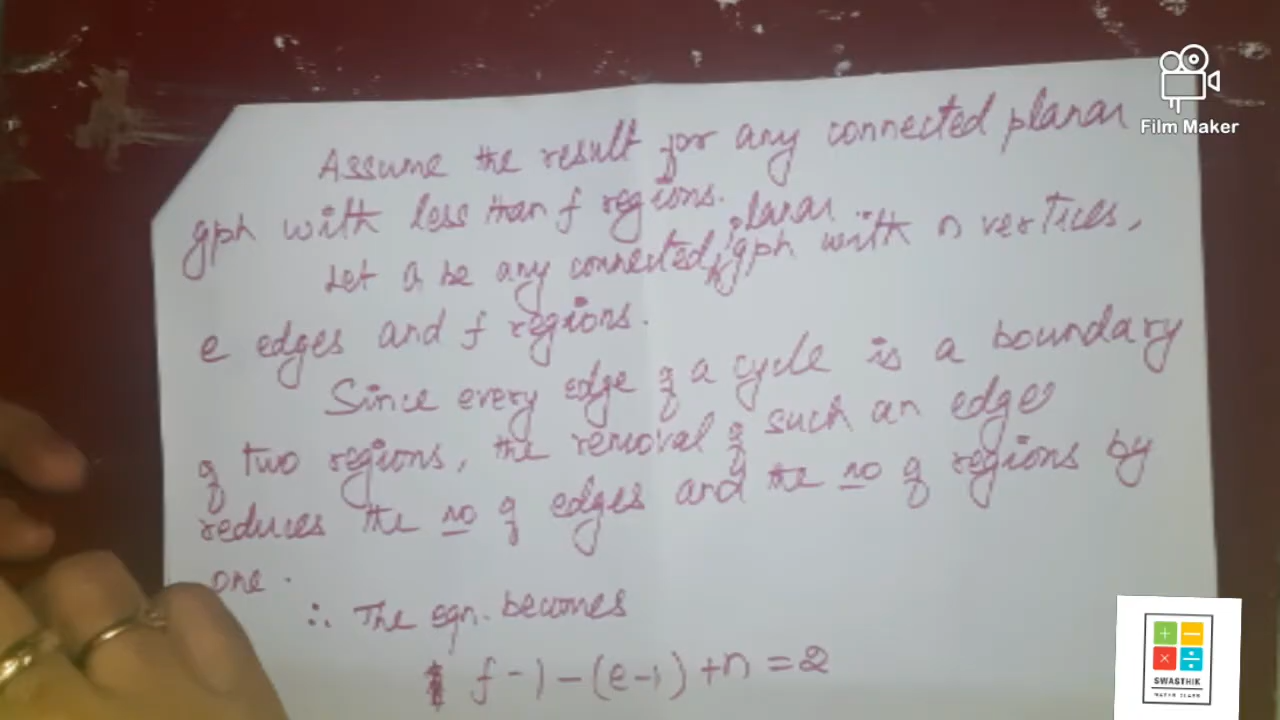 Film Maker
Assume the result for any connected planar
gph with less than f regions.
planar
Let G be any connected gph with n vertices,
e edges and f regions.
Since every edge of a cycle is a boundary
of two regions, the removal of such an edge
reduces the no of edges and the no of regions by
one.
∴ The eqn. becomes
f - 1 - (e-1) + n = 2
SWASTHIK